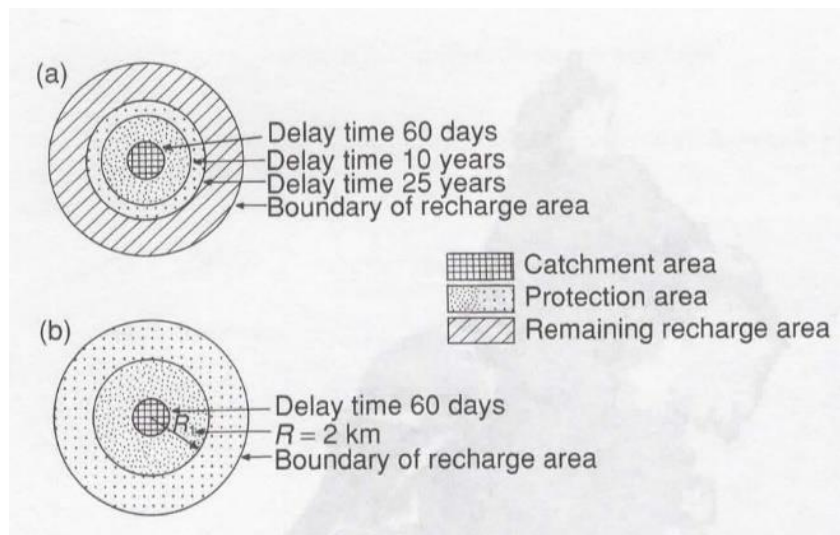 (a)
Delay time 60 days
Delay time 10 years
Delay time 25 years
Boundary of recharge area
Catchment area
Protection area
Remaining recharge area
(b)
Delay time 60 days
R
R = 2 km
Boundary of recharge area